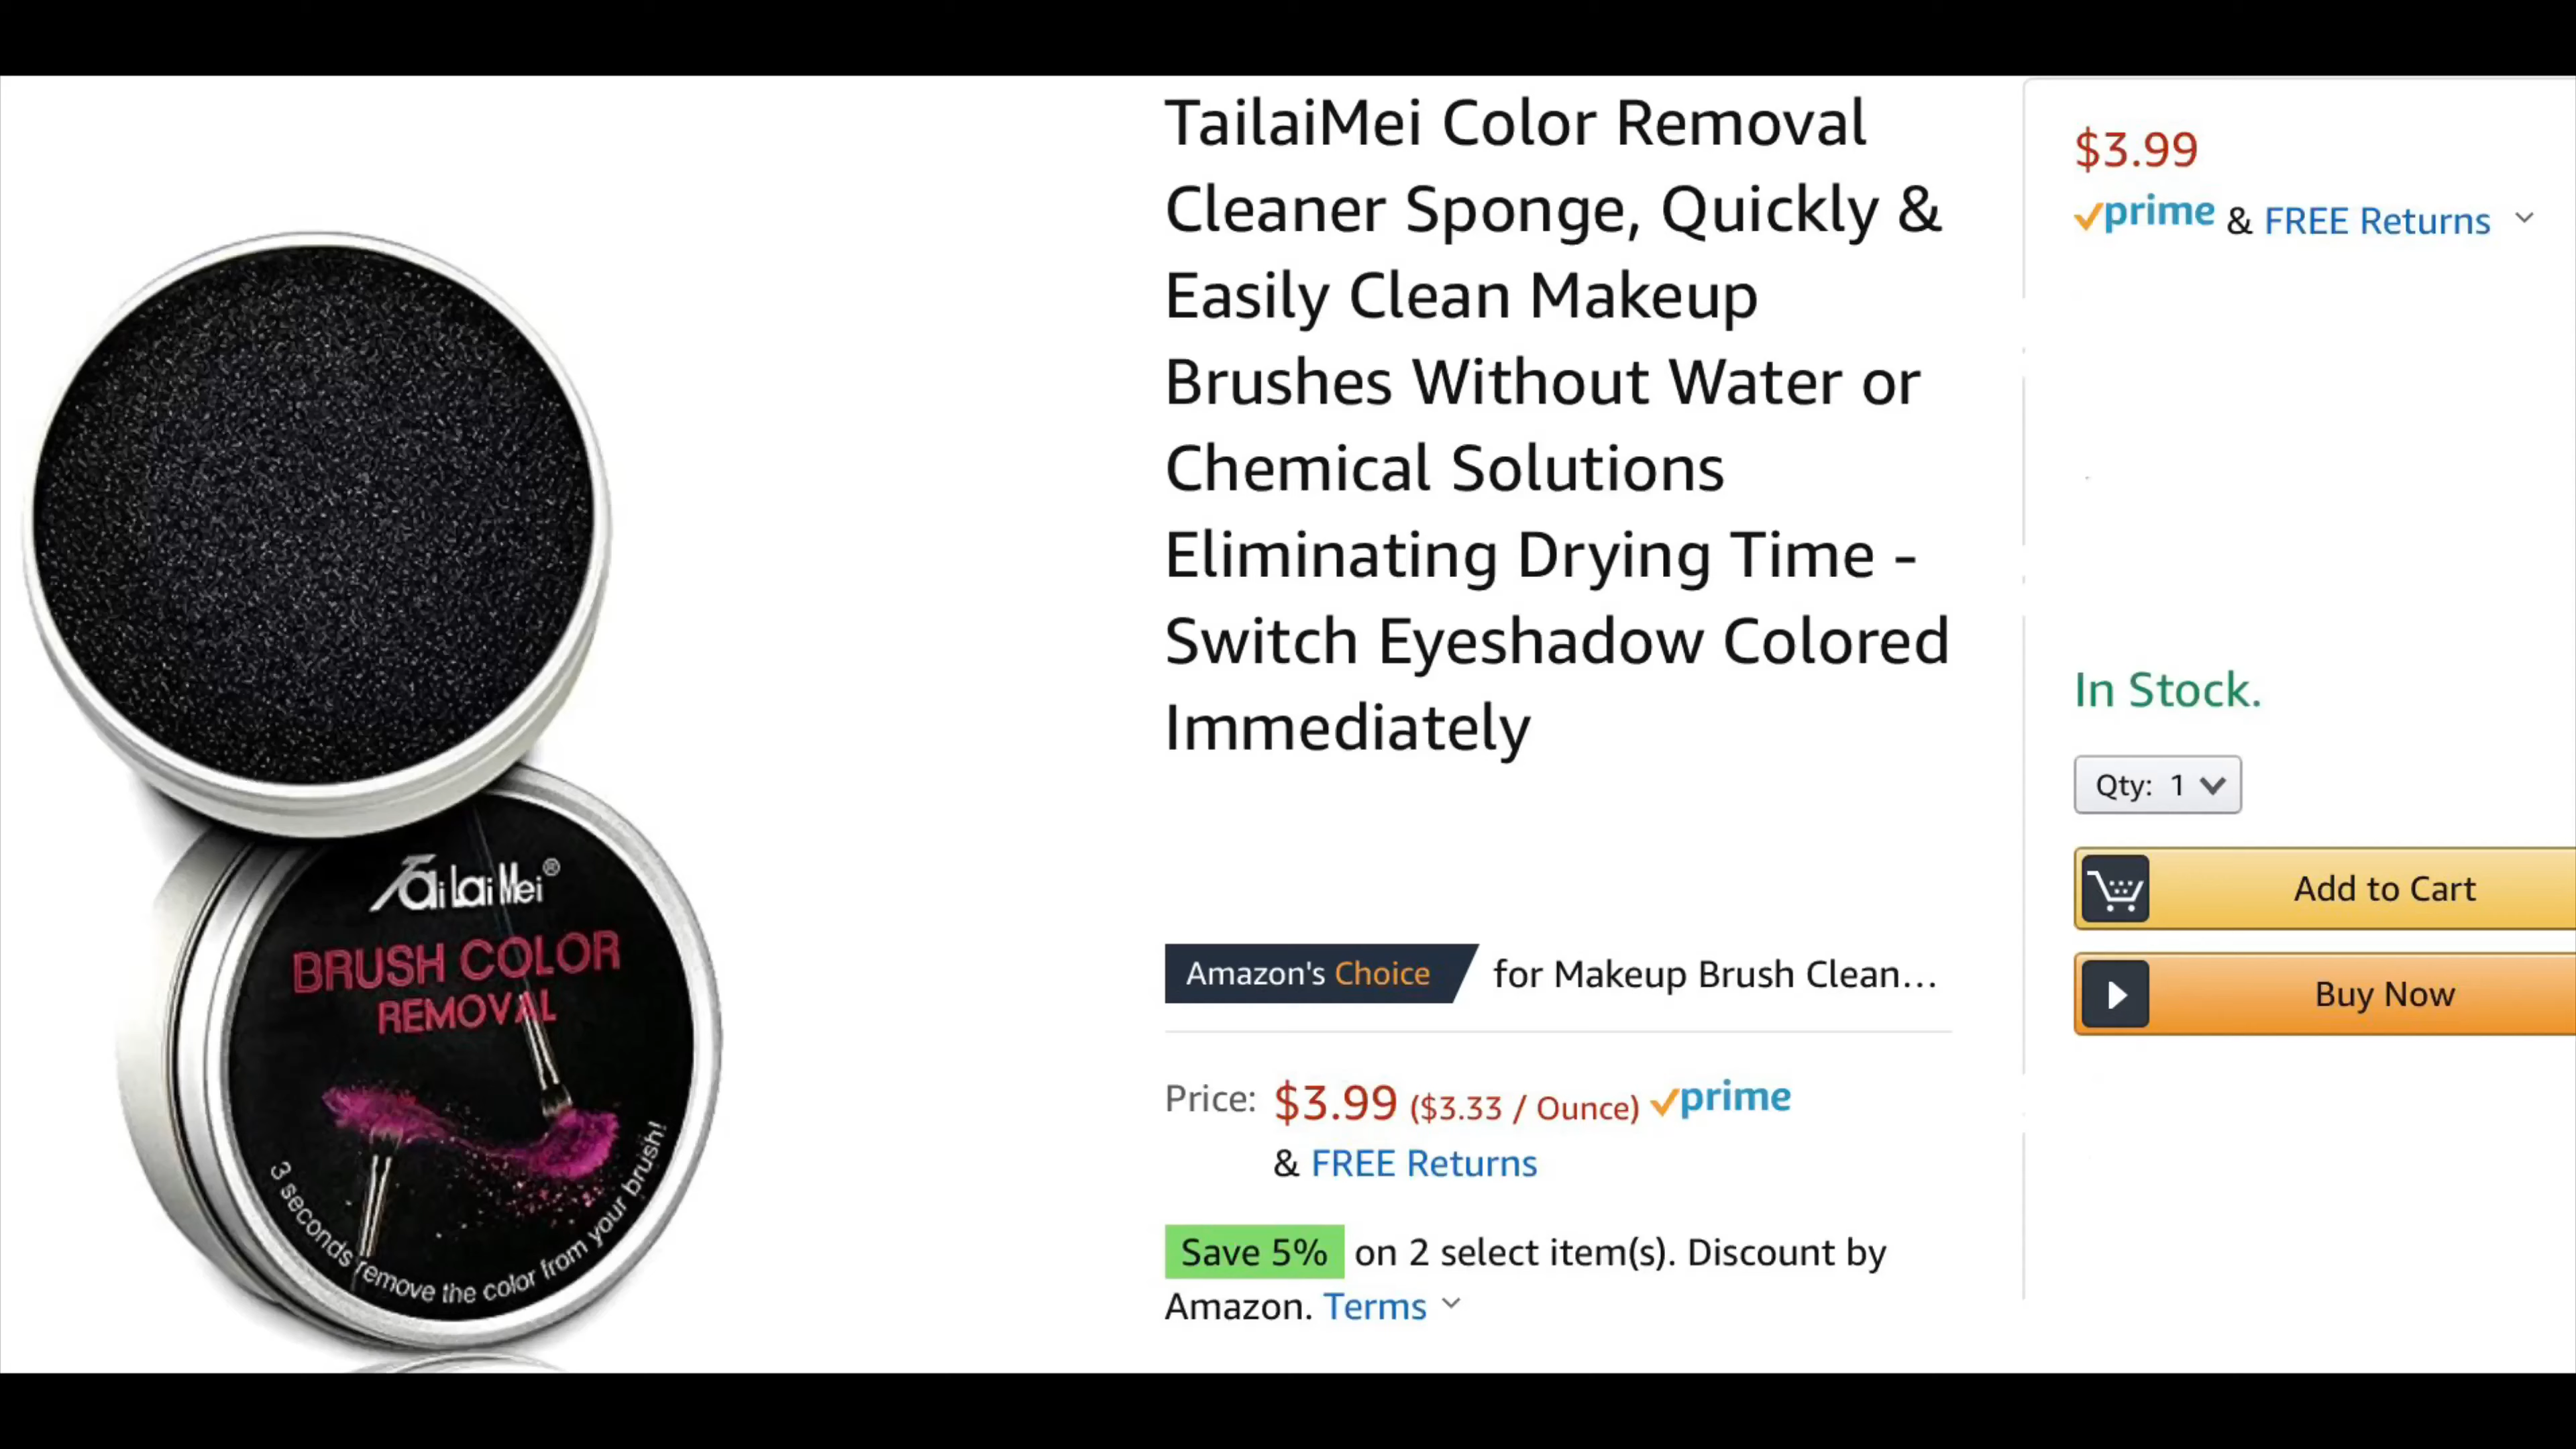 TailaiMei Color Removal
Cleaner Sponge, Quickly &
Easily Clean Makeup
Brushes Without Water or
Chemical Solutions
Eliminating Drying Time -
Switch Eyeshadow Colored
Immediately
Amazon's Choice for Makeup Brush Clean...
Price: $3.99 ($3.33 / Ounce) prime
& FREE Returns
Save 5% on 2 select item(s). Discount by
Amazon. Terms
$3.99
prime & FREE Returns
In Stock.
Qty: 1
Add to Cart
Buy Now
TaiLaiMei®
BRUSH COLOR
REMOVAL
3 seconds remove the color from your brush!